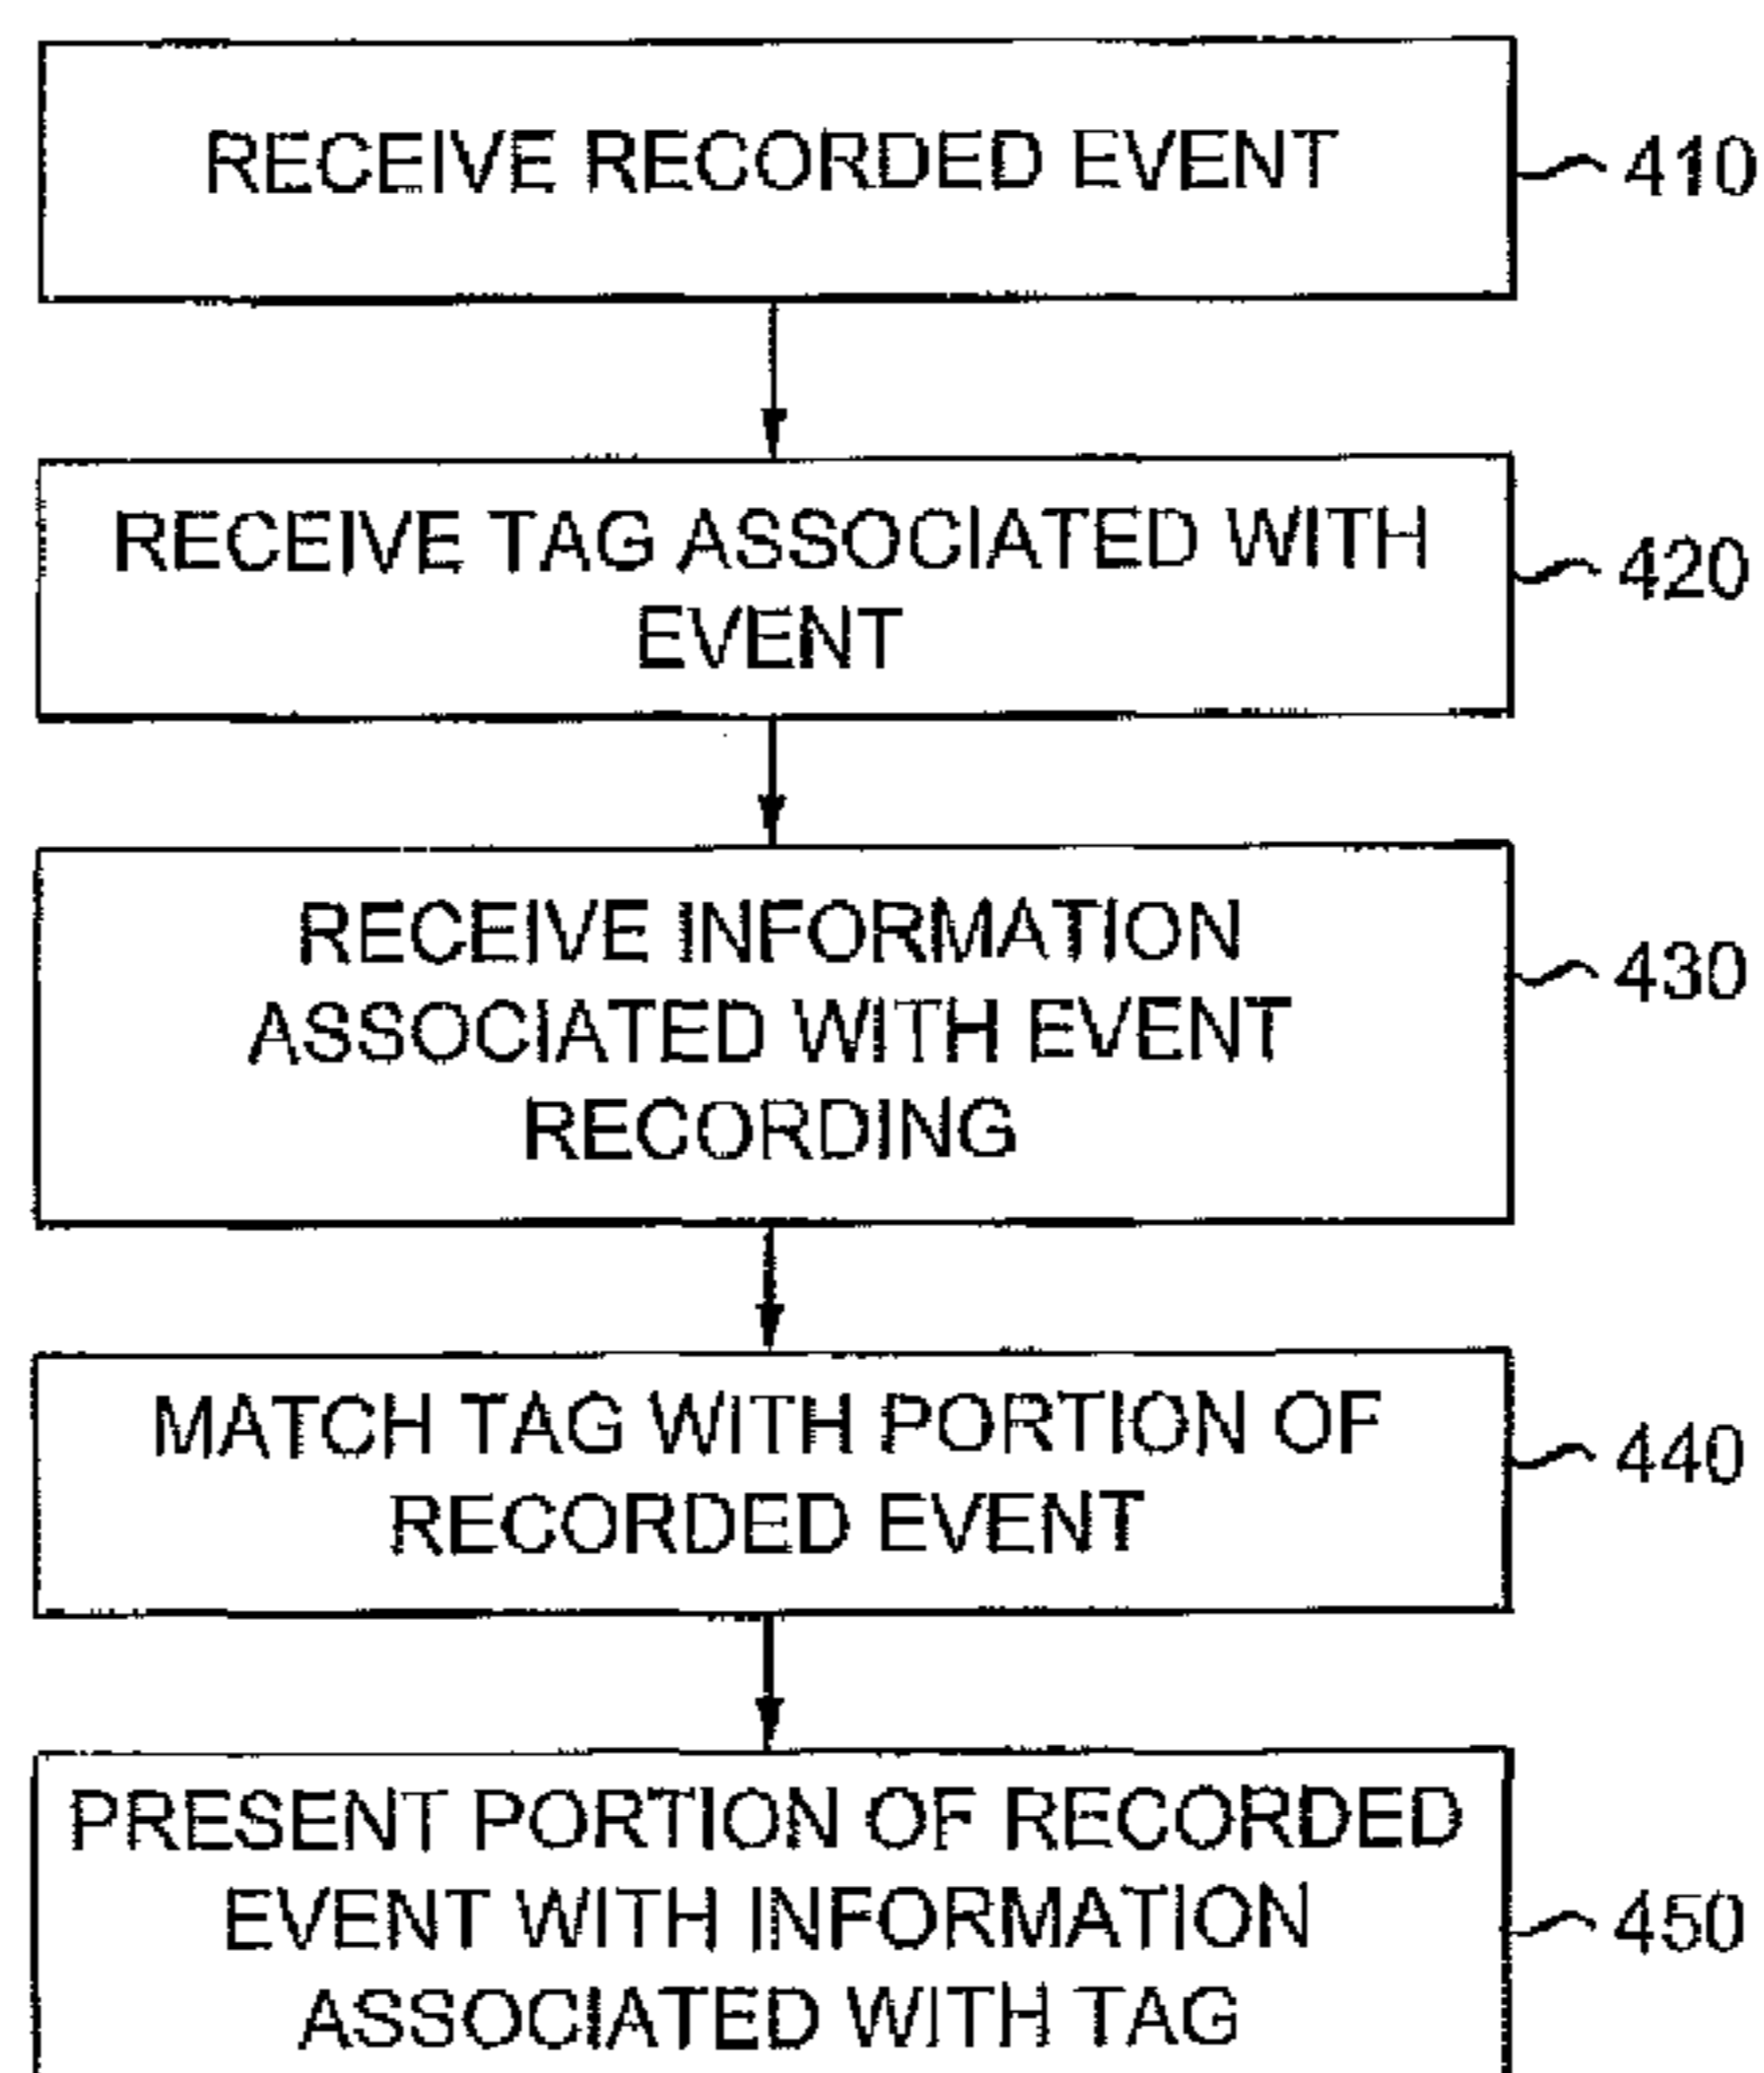 RECEIVE RECORDED EVENT
410
RECEIVE TAG ASSOCIATED WITH
EVENT
420
RECEIVE INFORMATION
ASSOCIATED WITH EVENT
RECORDING
430
MATCH TAG WITH PORTION OF
RECORDED EVENT
440
PRESENT PORTION OF RECORDED
EVENT WITH INFORMATION
ASSOCIATED WITH TAG
450